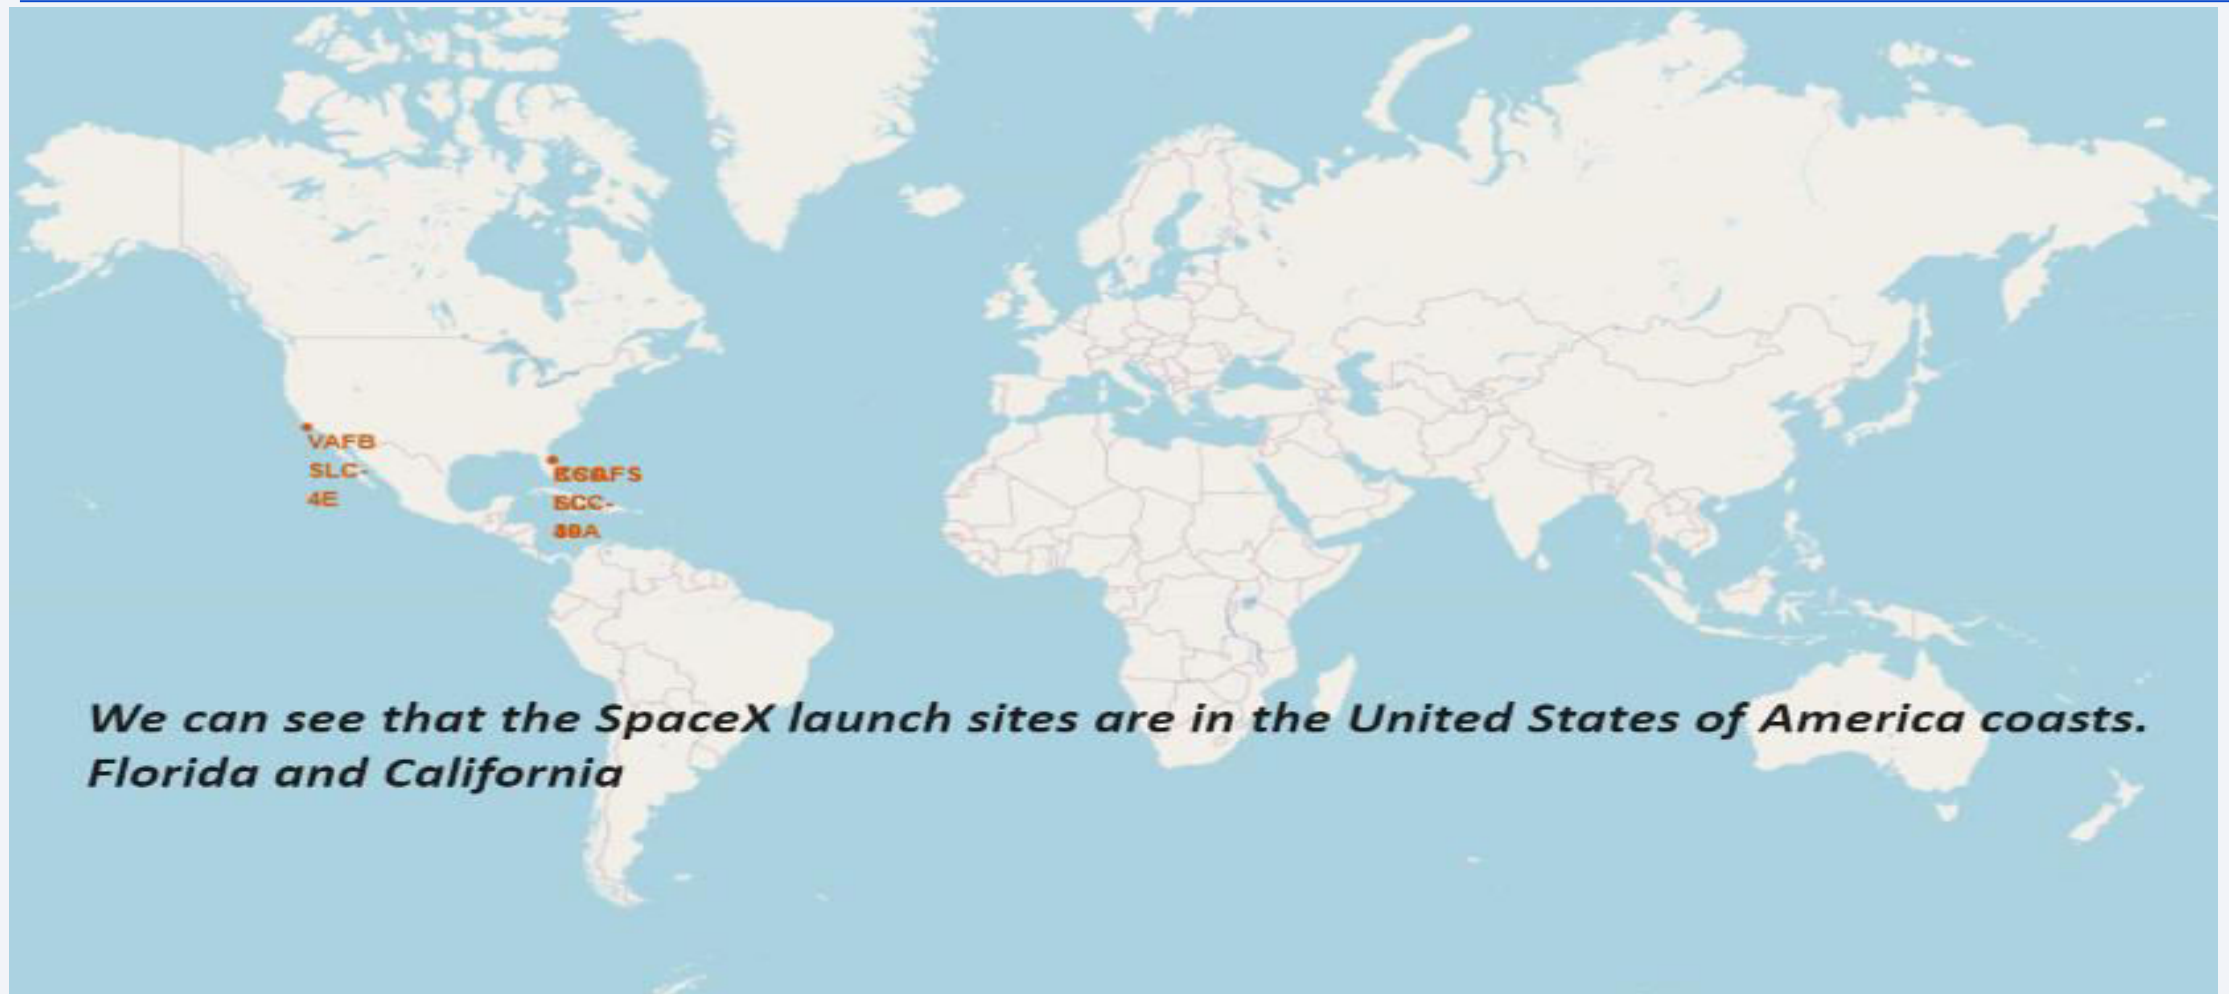 VAFB
SLC-
4E
We can see that the SpaceX launch sites are in the United States of America coasts.
Florida and California